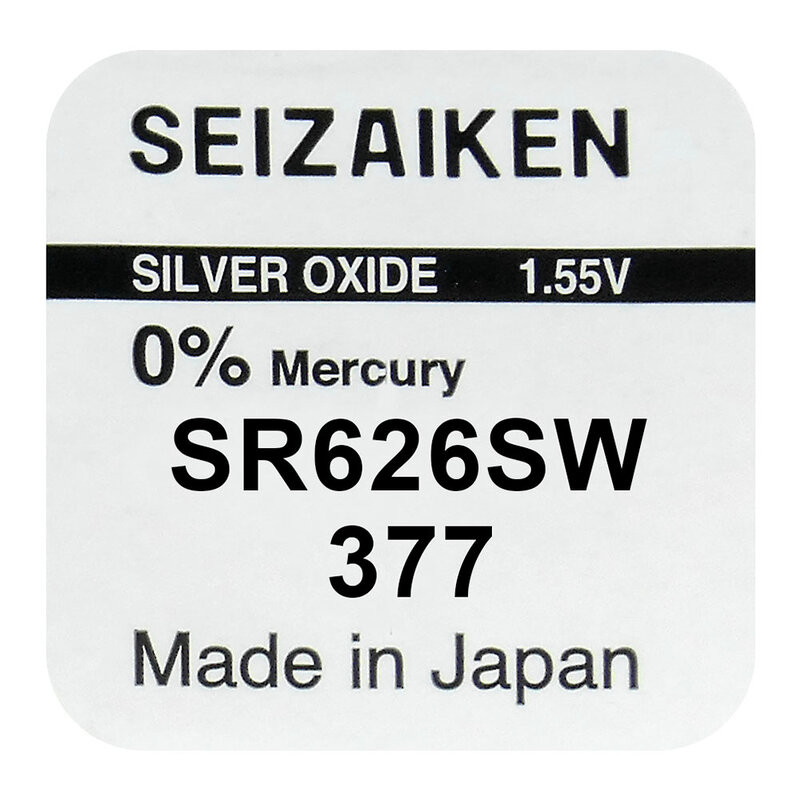 SEIZAIKEN
SILVER OXIDE 1.55V
0% Mercury
SR626SW
377
Made in Japan